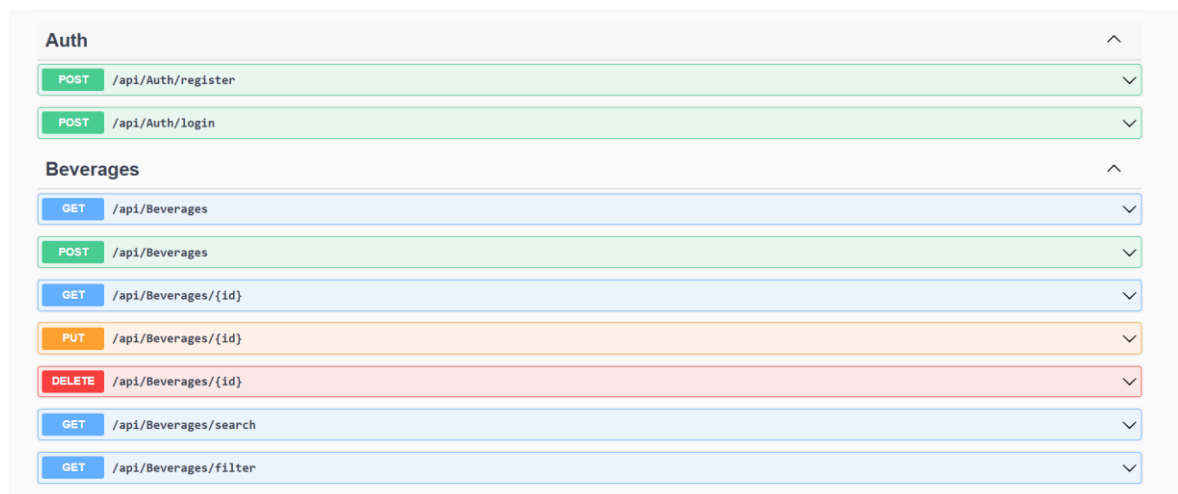 Auth
POST /api/Auth/register
POST /api/Auth/login
Beverages
GET /api/Beverages
POST /api/Beverages
GET /api/Beverages/{id}
PUT /api/Beverages/{id}
DELETE /api/Beverages/{id}
GET /api/Beverages/search
GET /api/Beverages/filter